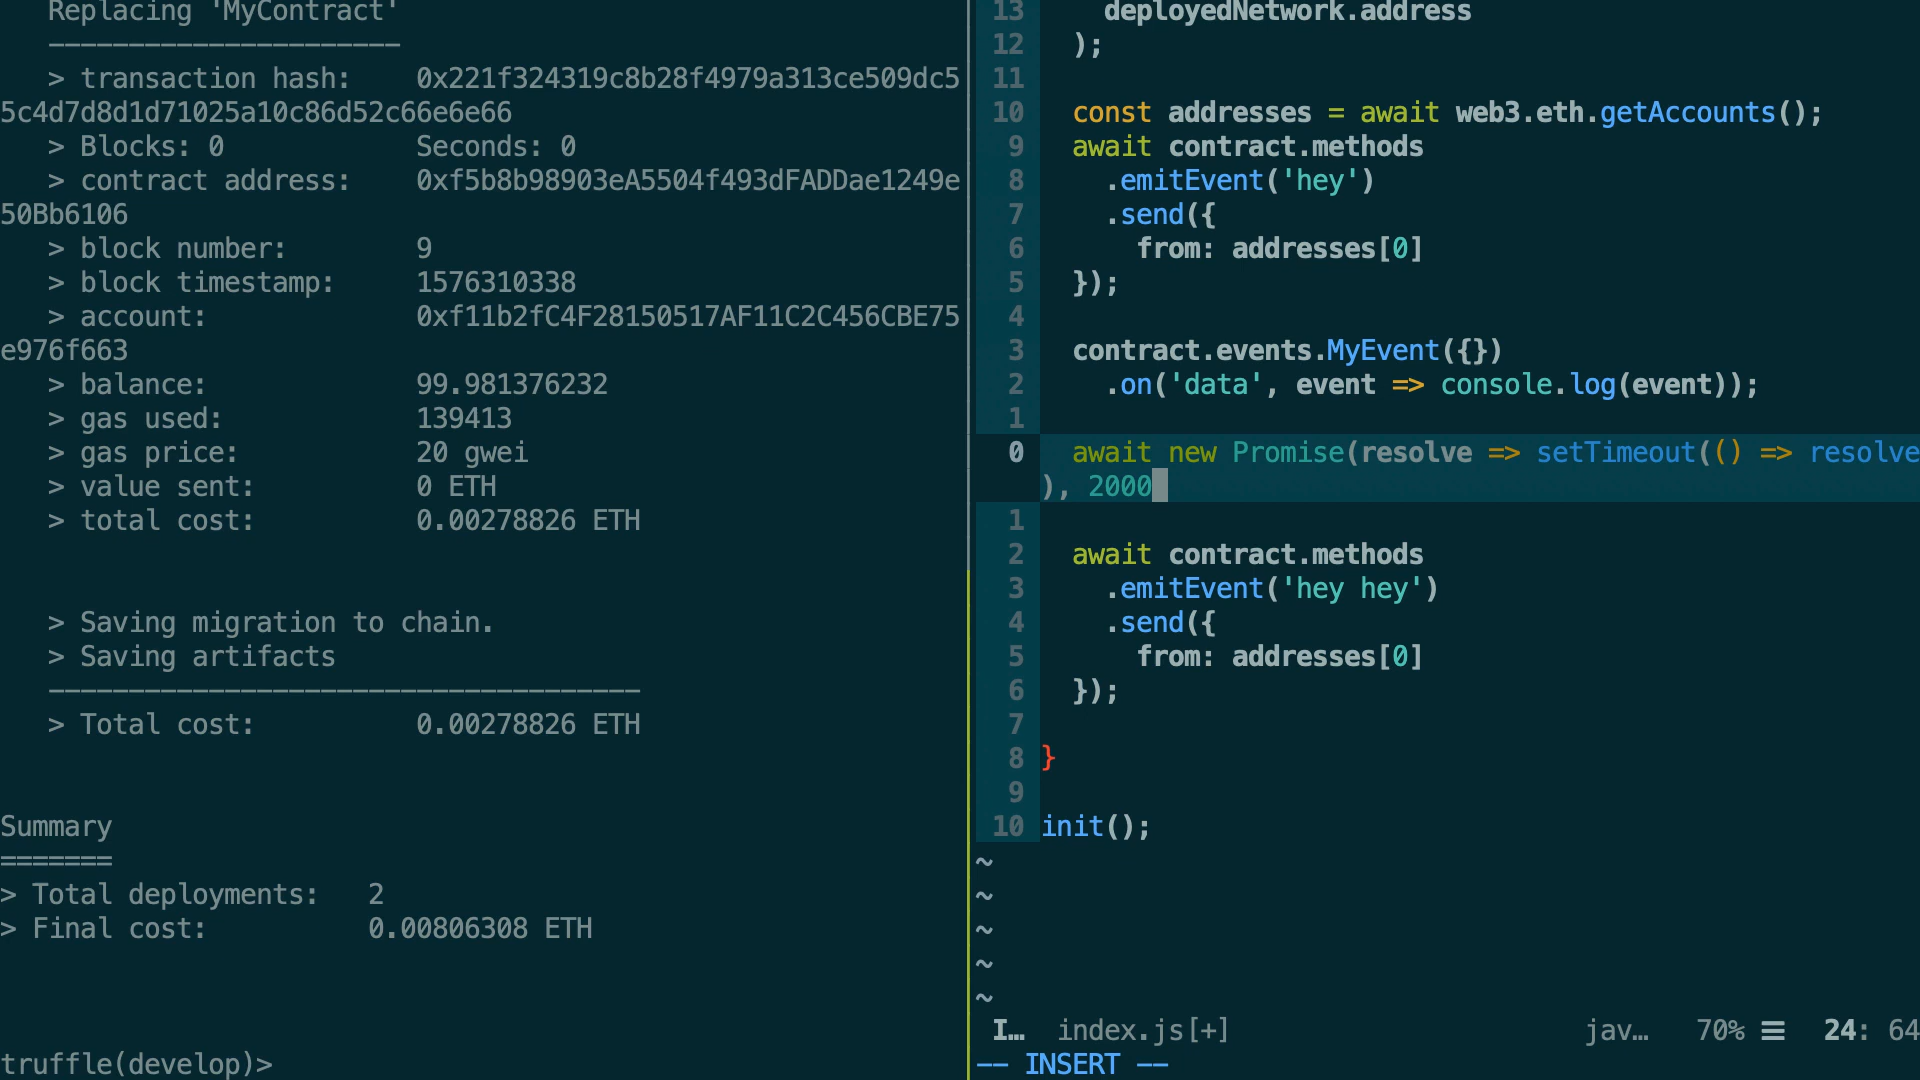 Replacing 'MyContract'
----------------------
> transaction hash:    0x221f324319c8b28f4979a313ce509dc5
5c4d7d8d1d71025a10c86d52c66e6e66
> Blocks: 0            Seconds: 0
> contract address:    0xf5b8b98903eA5504f493dFADDae1249e
50Bb6106
> block number:        9
> block timestamp:     1576310338
> account:             0xf11b2fC4F28150517AF11C2C456CBE75
e976f663
> balance:             99.981376232
> gas used:            139413
> gas price:           20 gwei
> value sent:          0 ETH
> total cost:          0.00278826 ETH
> Saving migration to chain.
> Saving artifacts
-------------------------------------
> Total cost:          0.00278826 ETH
Summary
=======
> Total deployments:   2
> Final cost:          0.00806308 ETH
truffle(develop)>
13     deployedNetwork.address
12   );
11
10   const addresses = await web3.eth.getAccounts();
9   await contract.methods
8     .emitEvent('hey')
7     .send({
6       from: addresses[0]
5   });
4
3   contract.events.MyEvent({})
2     .on('data', event => console.log(event));
1
0   await new Promise(resolve => setTimeout(() => resolve
), 2000
1
2   await contract.methods
3     .emitEvent('hey hey')
4     .send({
5       from: addresses[0]
6   });
7
8 }
9
10 init();
~
~
~
~
~
I… index.js[+] jav… 70% ☰ 24: 64
-- INSERT --